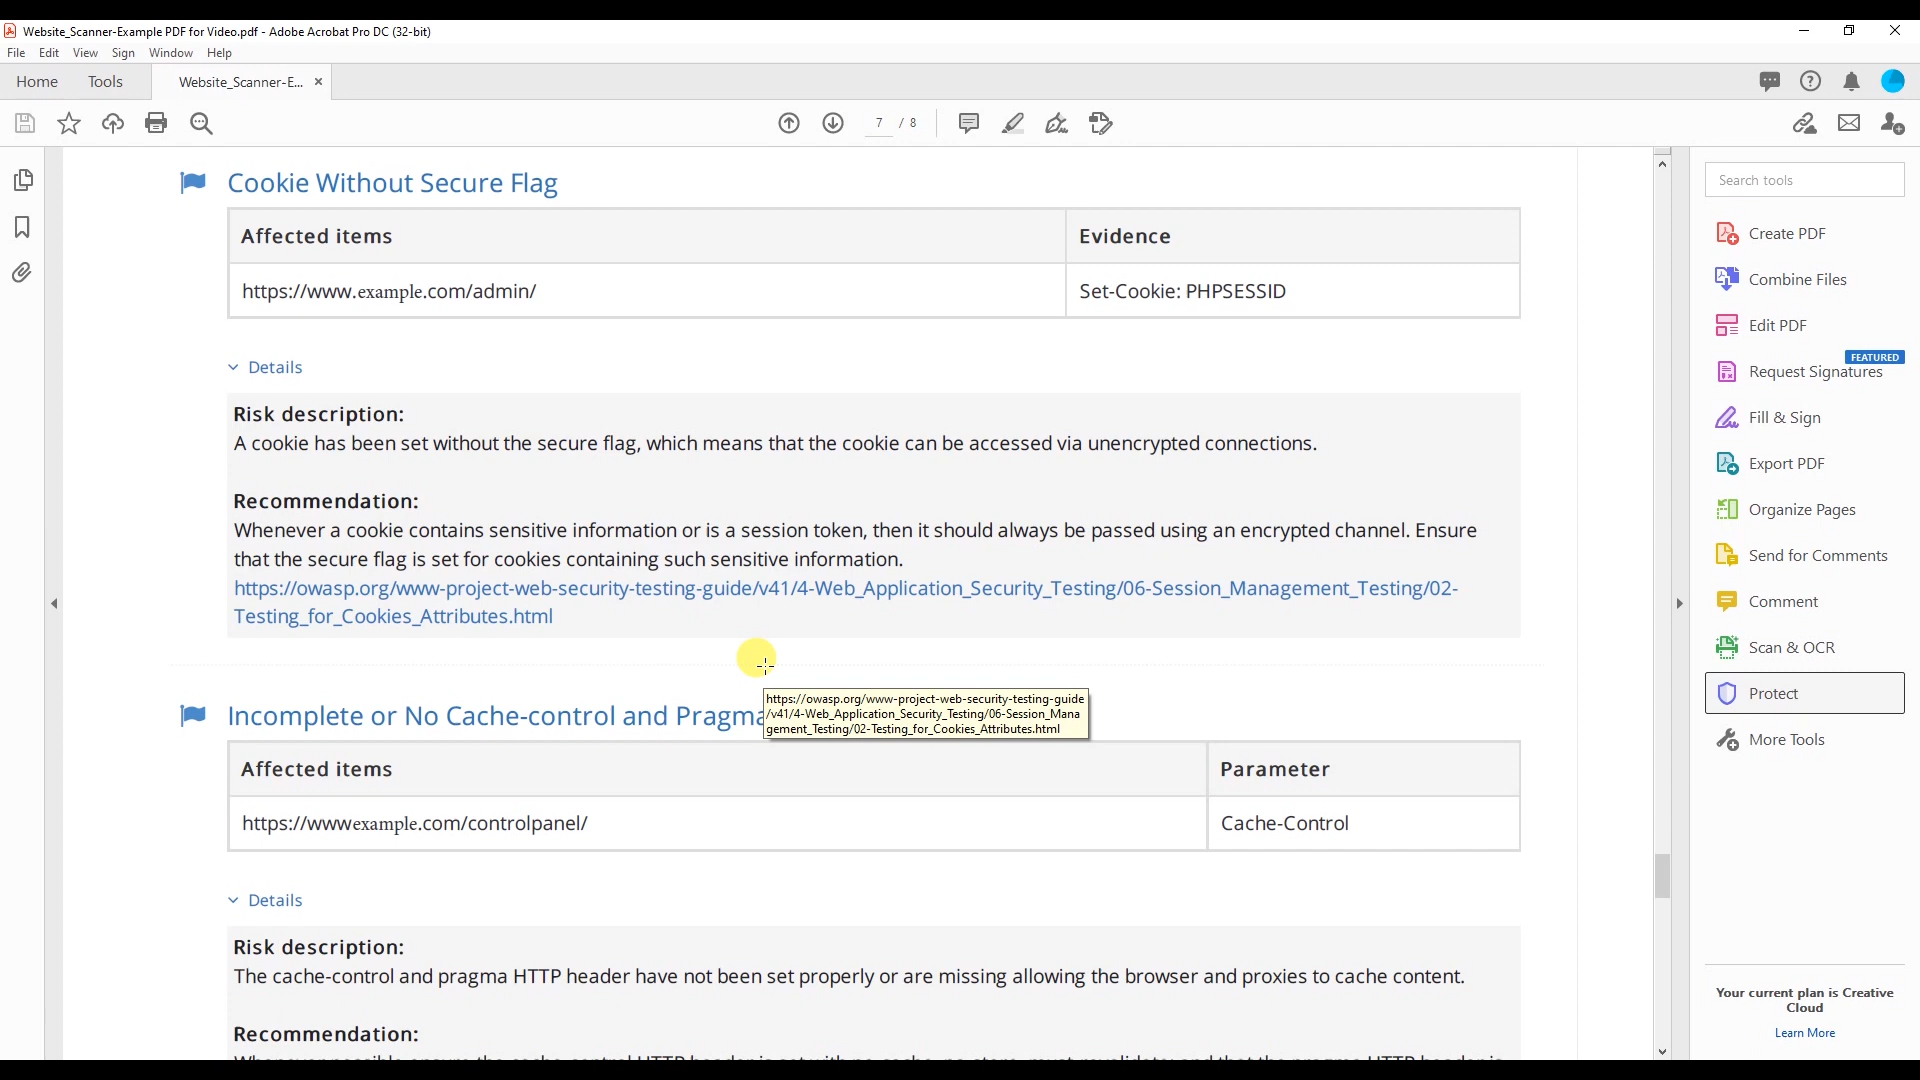 Website_Scanner-Example PDF for Video.pdf - Adobe Acrobat Pro DC (32-bit)
File Edit View Sign Window Help
Home Tools Website_Scanner-E... ×
7 / 8
Cookie Without Secure Flag
Affected items Evidence
https://www.example.com/admin/ Set-Cookie: PHPSESSID
Details
Risk description:
A cookie has been set without the secure flag, which means that the cookie can be accessed via unencrypted connections.
Recommendation:
Whenever a cookie contains sensitive information or is a session token, then it should always be passed using an encrypted channel. Ensure
that the secure flag is set for cookies containing such sensitive information.
https://owasp.org/www-project-web-security-testing-guide/v41/4-Web_Application_Security_Testing/06-Session_Management_Testing/02-
Testing_for_Cookies_Attributes.html
https://owasp.org/www-project-web-security-testing-guide
/v41/4-Web_Application_Security_Testing/06-Session_Mana
gement_Testing/02-Testing_for_Cookies_Attributes.html
Incomplete or No Cache-control and Pragma
Affected items Parameter
https://wwwexample.com/controlpanel/ Cache-Control
Details
Risk description:
The cache-control and pragma HTTP header have not been set properly or are missing allowing the browser and proxies to cache content.
Recommendation:
Search tools
Create PDF
Combine Files
Edit PDF
FEATURED
Request Signatures
Fill & Sign
Export PDF
Organize Pages
Send for Comments
Comment
Scan & OCR
Protect
More Tools
Your current plan is Creative
Cloud
Learn More